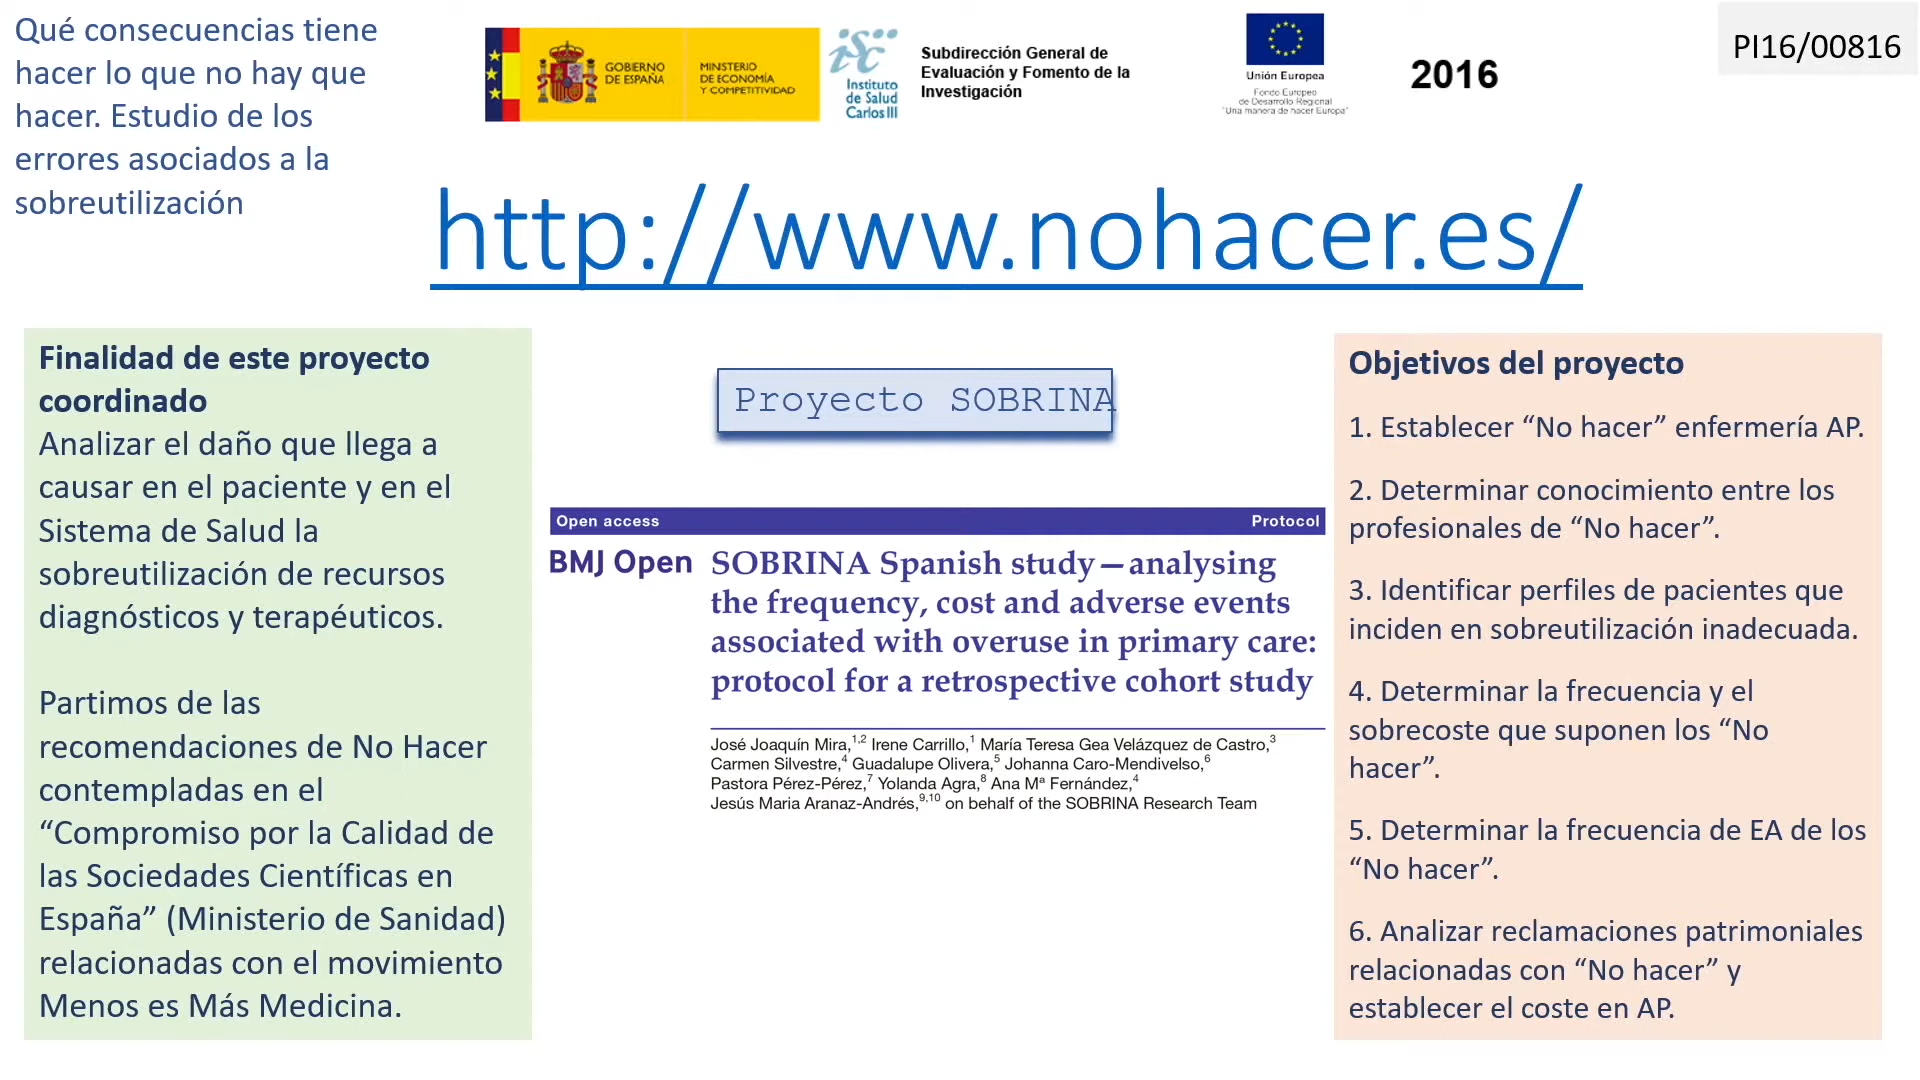 Qué consecuencias tiene
hacer lo que no hay que
hacer. Estudio de los
errores asociados a la
sobreutilización
GOBIERNO
DE ESPAÑA
MINISTERIO
DE ECONOMÍA
Y COMPETITIVIDAD
isc
Instituto
de Salud
Carlos III
Subdirección General de
Evaluación y Fomento de la
Investigación
Unión Europea
Fondo Europeo
de Desarrollo Regional
"Una manera de hacer Europa"
2016
PI16/00816
http://www.nohacer.es/
Finalidad de este proyecto
coordinado
Analizar el daño que llega a
causar en el paciente y en el
Sistema de Salud la
sobreutilización de recursos
diagnósticos y terapéuticos.
Partimos de las
recomendaciones de No Hacer
contempladas en el
“Compromiso por la Calidad de
las Sociedades Científicas en
España” (Ministerio de Sanidad)
relacionadas con el movimiento
Menos es Más Medicina.
Proyecto SOBRINA
Open access Protocol
BMJ Open SOBRINA Spanish study—analysing
the frequency, cost and adverse events
associated with overuse in primary care:
protocol for a retrospective cohort study
José Joaquín Mira,1,2 Irene Carrillo,1 María Teresa Gea Velázquez de Castro,3
Carmen Silvestre,4 Guadalupe Olivera,5 Johanna Caro-Mendivelso,6
Pastora Pérez-Pérez,7 Yolanda Agra,8 Ana Mª Fernández,4
Jesús Maria Aranaz-Andrés,9,10 on behalf of the SOBRINA Research Team
Objetivos del proyecto
1. Establecer “No hacer” enfermería AP.
2. Determinar conocimiento entre los
profesionales de “No hacer”.
3. Identificar perfiles de pacientes que
inciden en sobreutilización inadecuada.
4. Determinar la frecuencia y el
sobrecoste que suponen los “No
hacer”.
5. Determinar la frecuencia de EA de los
“No hacer”.
6. Analizar reclamaciones patrimoniales
relacionadas con “No hacer” y
establecer el coste en AP.